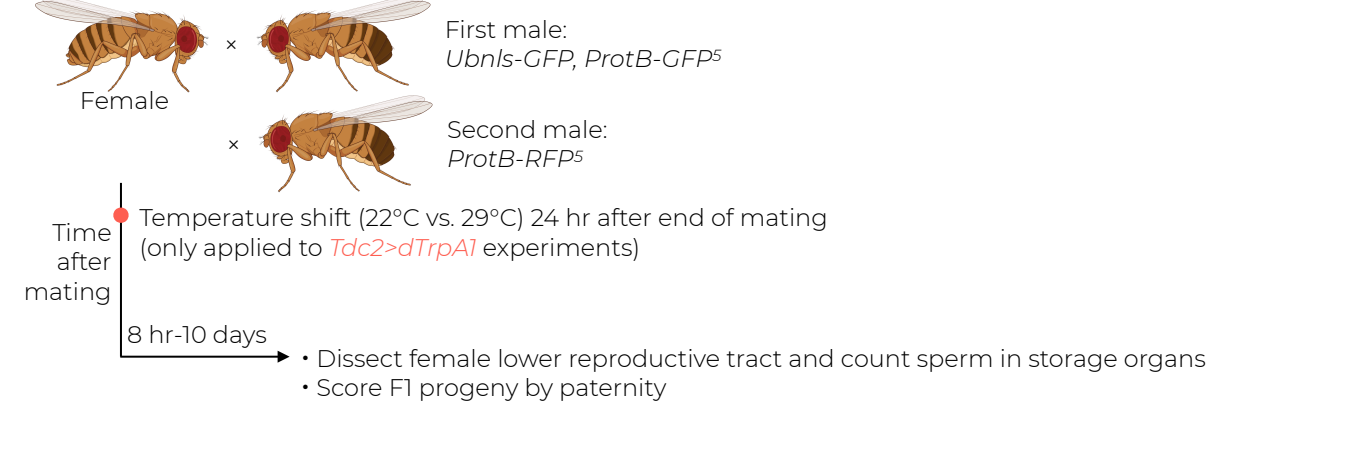 First male:
Ubnls-GFP, ProtB-GFP⁵
×
Female
Second male:
×
ProtB-RFP⁵
Temperature shift (22°C vs. 29°C) 24 hr after end of mating
(only applied to Tdc2>dTrpA1 experiments)
Time
after
mating
8 hr-10 days
• Dissect female lower reproductive tract and count sperm in storage organs
• Score F1 progeny by paternity